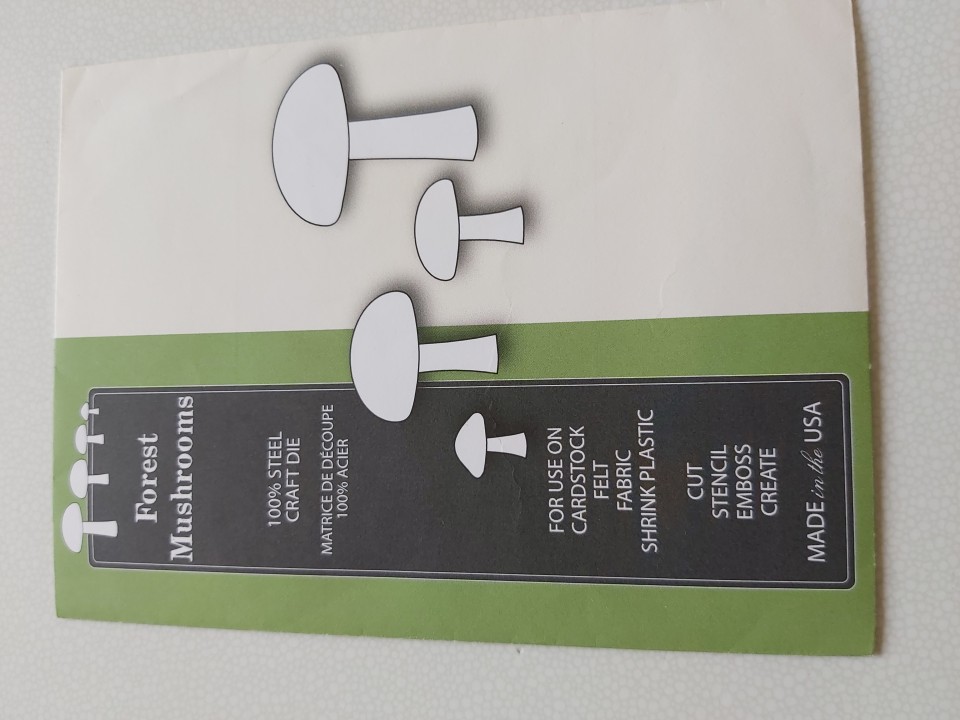 Forest
Mushrooms
100% STEEL
CRAFT DIE
MATRICE DE DÉCOUPE
100% ACIER
FOR USE ON
CARDSTOCK
FELT
FABRIC
SHRINK PLASTIC
CUT
STENCIL
EMBOSS
CREATE
MADE in the USA